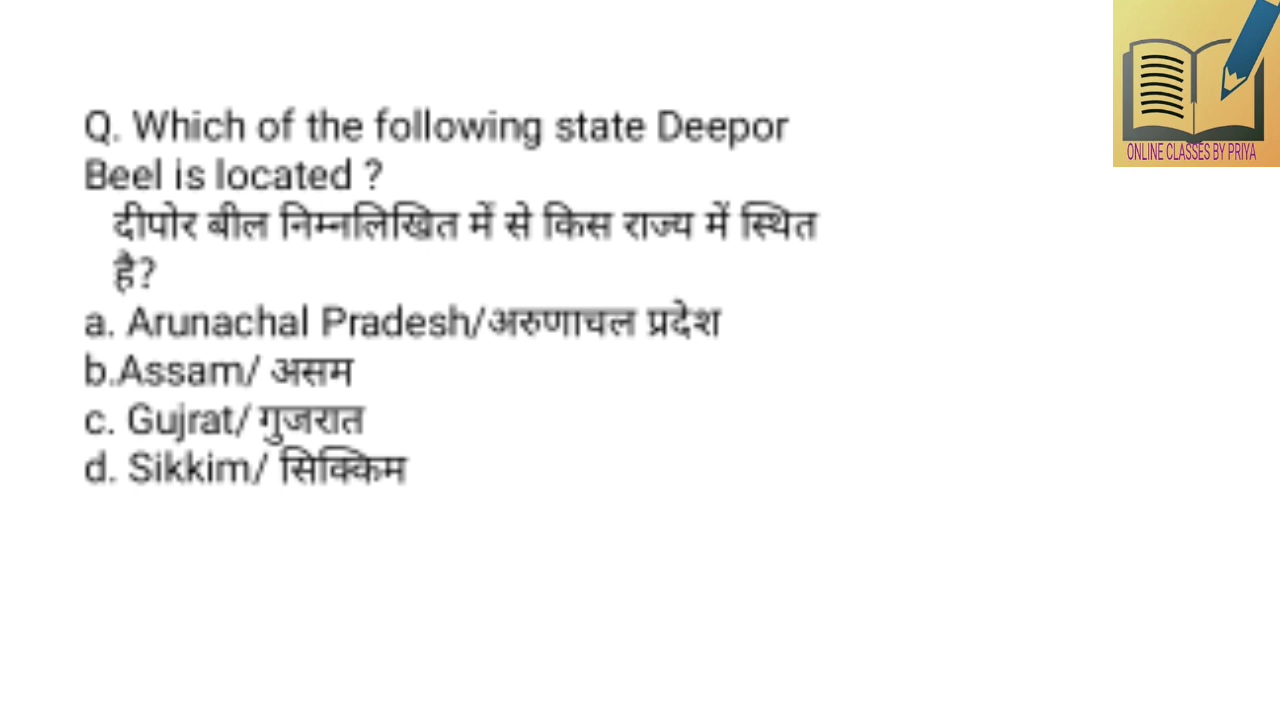 Q. Which of the following state Deepor
Beel is located ?
दीपोर बील निम्नलिखित में से किस राज्य में स्थित
है?
a. Arunachal Pradesh/अरुणाचल प्रदेश
b.Assam/ असम
c. Gujrat/ गुजरात
d. Sikkim/ सिक्किम
ONLINE CLASSES BY PRIYA